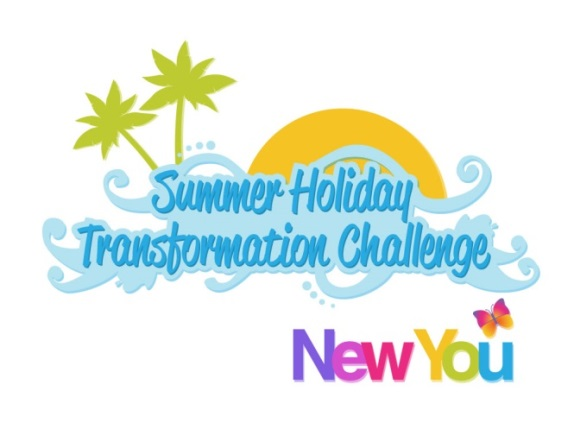 Summer Holiday
Transformation Challenge
New You